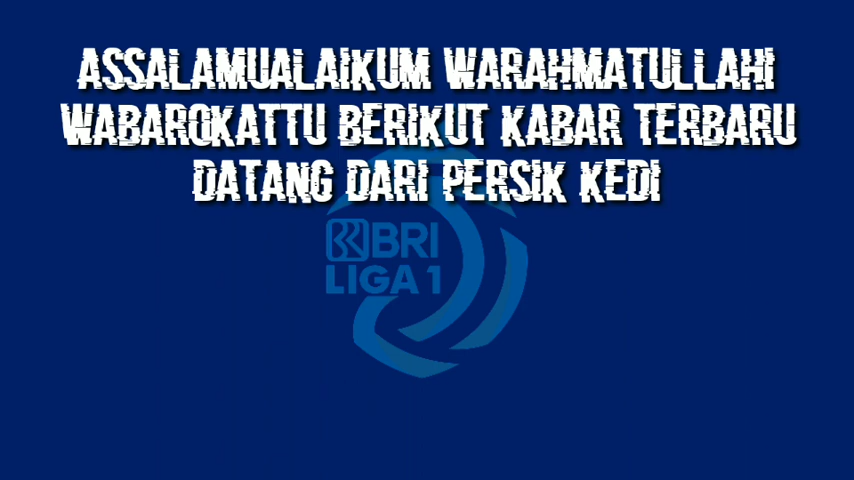 ASSALAMUALAIKUM WARAHMATULLAHI
WABAROKATTU BERIKUT KABAR TERBARU
DATANG DARI PERSIK KEDI
BRI
LIGA 1